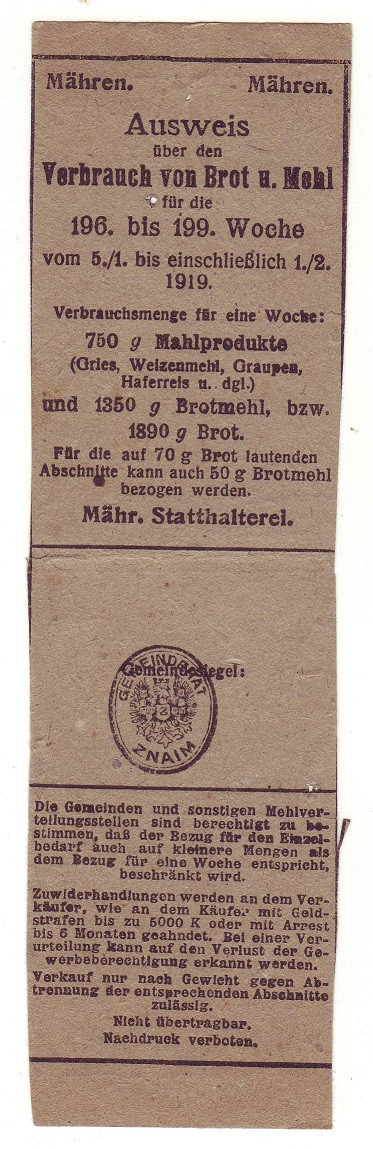 Mähren. Mähren.
Ausweis
über den
Verbrauch von Brot u. Mehl
für die
196. bis 199. Woche
vom 5./1. bis einschließlich 1./2.
1919.
Verbrauchsmenge für eine Woche:
750 g Mahlprodukte
(Gries, Weizenmehl, Graupen,
Haferreis u. dgl.)
und 1350 g Brotmehl, bzw.
1890 g Brot.
Für die auf 70 g Brot lautenden
Abschnitte kann auch 50 g Brotmehl
bezogen werden.
Mähr. Statthalterei.
Gemeindesiegel:
GEMEINDERAT
ZNAIM
Die Gemeinden und sonstigen Mehlver-
teilungsstellen sind berechtigt zu be-
stimmen, daß der Bezug für den Einzel-
bedarf auch auf kleinere Mengen als
dem Bezug für eine Woche entspricht,
beschränkt wird.
Zuwiderhandlungen werden an dem Ver-
käufer, wie an dem Käufer mit Geld-
strafen bis zu 5000 K oder mit Arrest
bis 6 Monaten geahndet. Bei einer Ver-
urteilung kann auf den Verlust der Ge-
werbeberechtigung erkannt werden.
Verkauf nur nach Gewicht gegen Ab-
trennung der entsprechenden Abschnitte
zulässig.
Nicht übertragbar.
Nachdruck verboten.